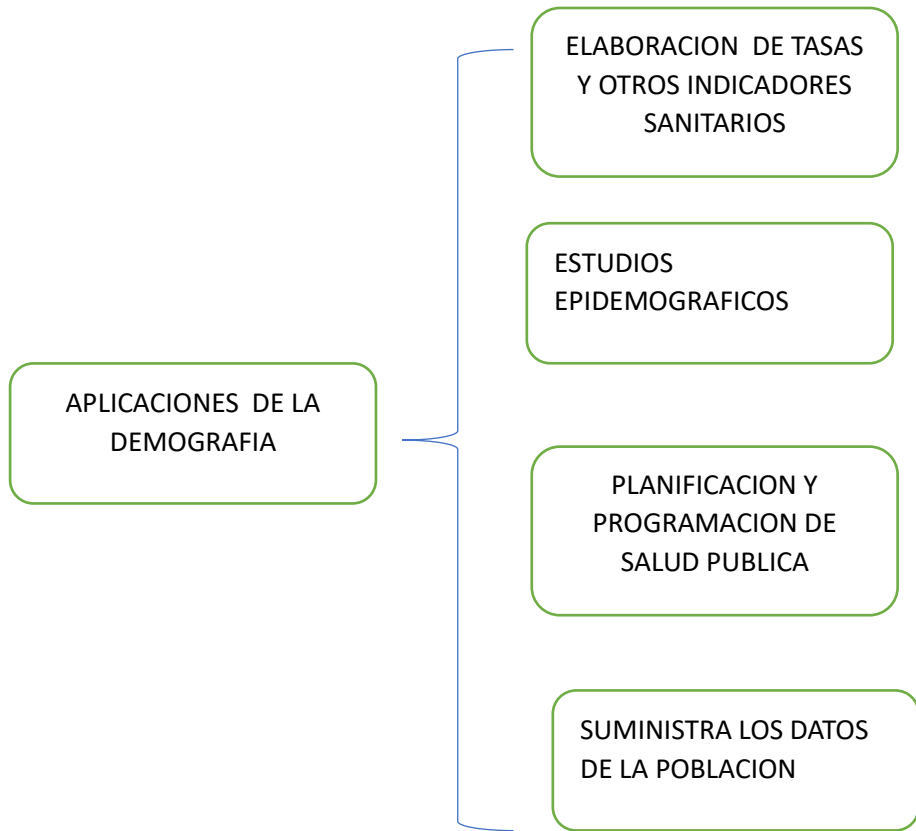 ELABORACION DE TASAS
Y OTROS INDICADORES
SANITARIOS
ESTUDIOS
EPIDEMOGRAFICOS
APLICACIONES DE LA
DEMOGRAFIA
PLANIFICACION Y
PROGRAMACION DE
SALUD PUBLICA
SUMINISTRA LOS DATOS
DE LA POBLACION